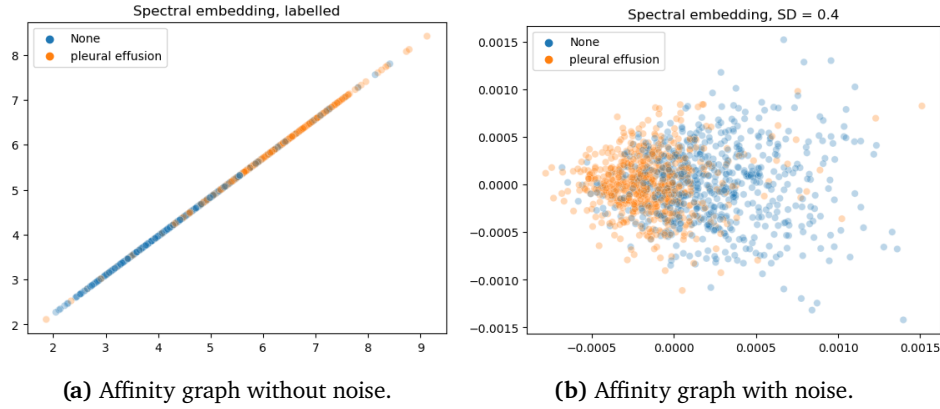 Spectral embedding, labelled
None
pleural effusion
8
7
6
5
4
3
2
2 3 4 5 6 7 8 9
(a) Affinity graph without noise.
Spectral embedding, SD = 0.4
None
pleural effusion
0.0015
0.0010
0.0005
0.0000
−0.0005
−0.0010
−0.0015
−0.0005 0.0000 0.0005 0.0010 0.0015
(b) Affinity graph with noise.